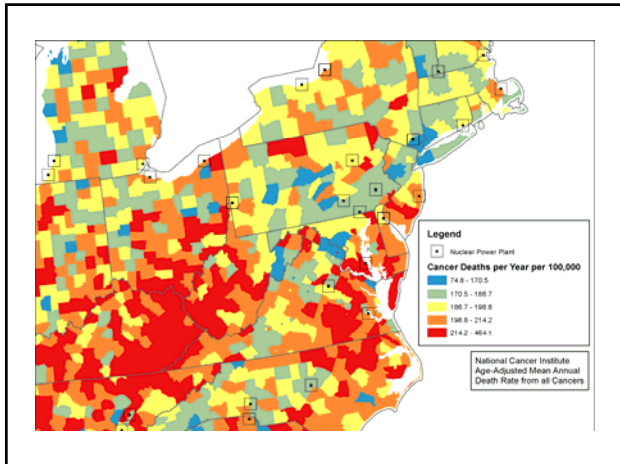 Legend
Nuclear Power Plant
Cancer Deaths per Year per 100,000
74.8 - 170.5
170.5 - 186.7
186.7 - 198.8
198.8 - 214.2
214.2 - 464.1
National Cancer Institute
Age-Adjusted Mean Annual
Death Rate from all Cancers